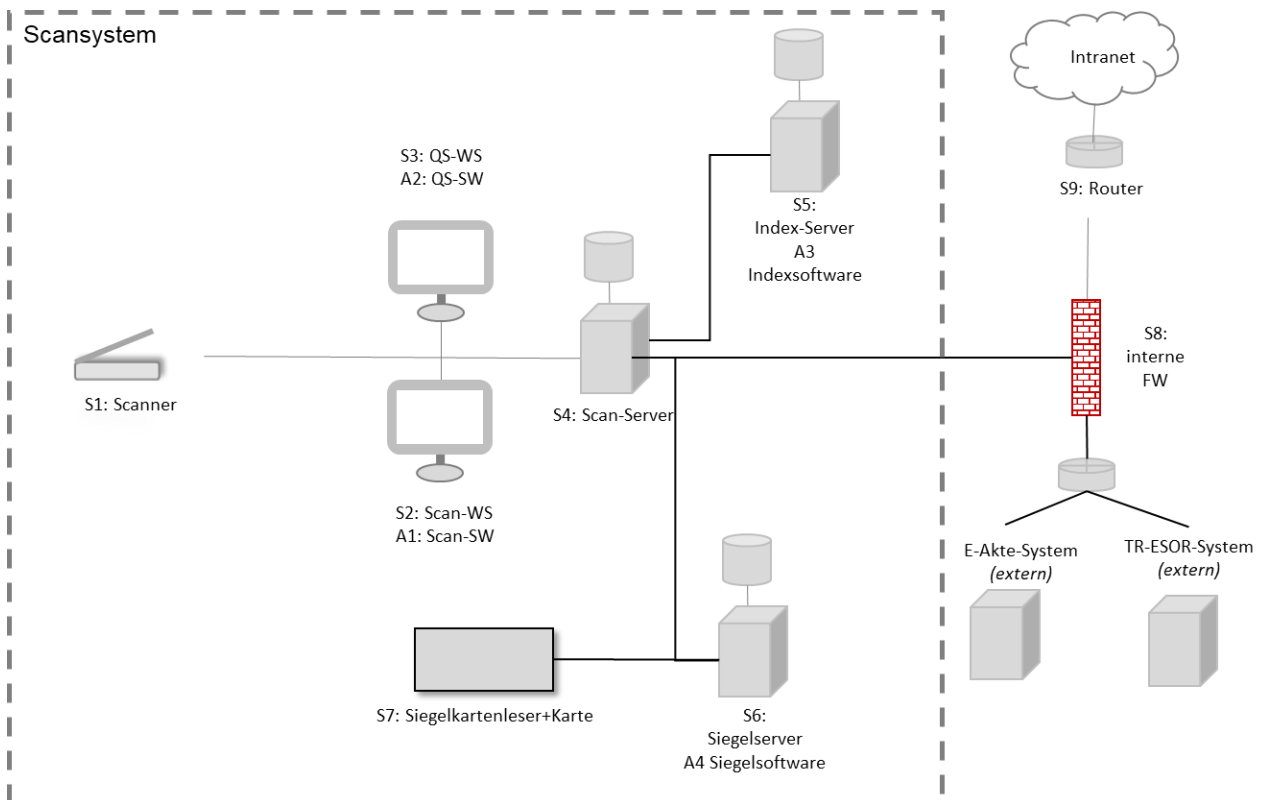 Scansystem
Intranet
S9: Router
S3: QS-WS
A2: QS-SW
S5:
Index-Server
A3
Indexsoftware
S1: Scanner
S4: Scan-Server
S8:
interne
FW
S2: Scan-WS
A1: Scan-SW
E-Akte-System
(extern)
TR-ESOR-System
(extern)
S7: Siegelkartenleser+Karte
S6:
Siegelserver
A4 Siegelsoftware